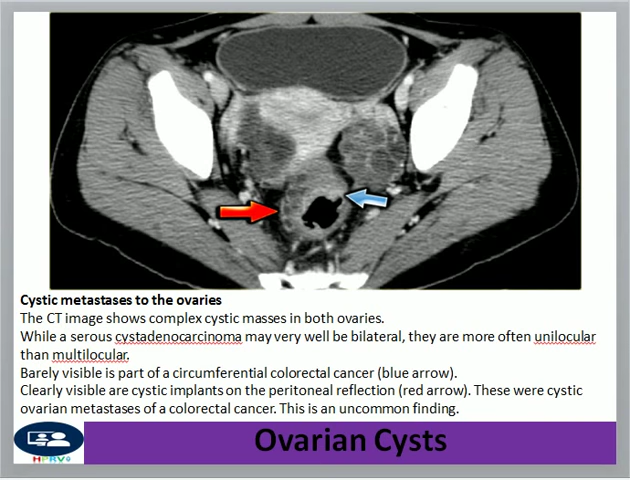 Cystic metastases to the ovaries
The CT image shows complex cystic masses in both ovaries.
While a serous cystadenocarcinoma may very well be bilateral, they are more often unilocular
than multilocular.
Barely visible is part of a circumferential colorectal cancer (blue arrow).
Clearly visible are cystic implants on the peritoneal reflection (red arrow). These were cystic
ovarian metastases of a colorectal cancer. This is an uncommon finding.
Ovarian Cysts